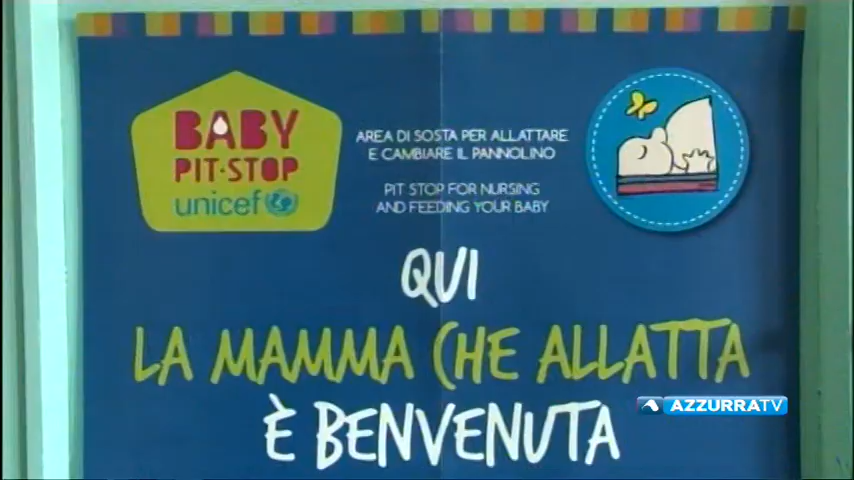 BABY
PIT·STOP
unicef
AREA DI SOSTA PER ALLATTARE
E CAMBIARE IL PANNOLINO
PIT STOP FOR NURSING
AND FEEDING YOUR BABY
QUI
LA MAMMA CHE ALLATTA
È BENVENUTA
AZZURRATV